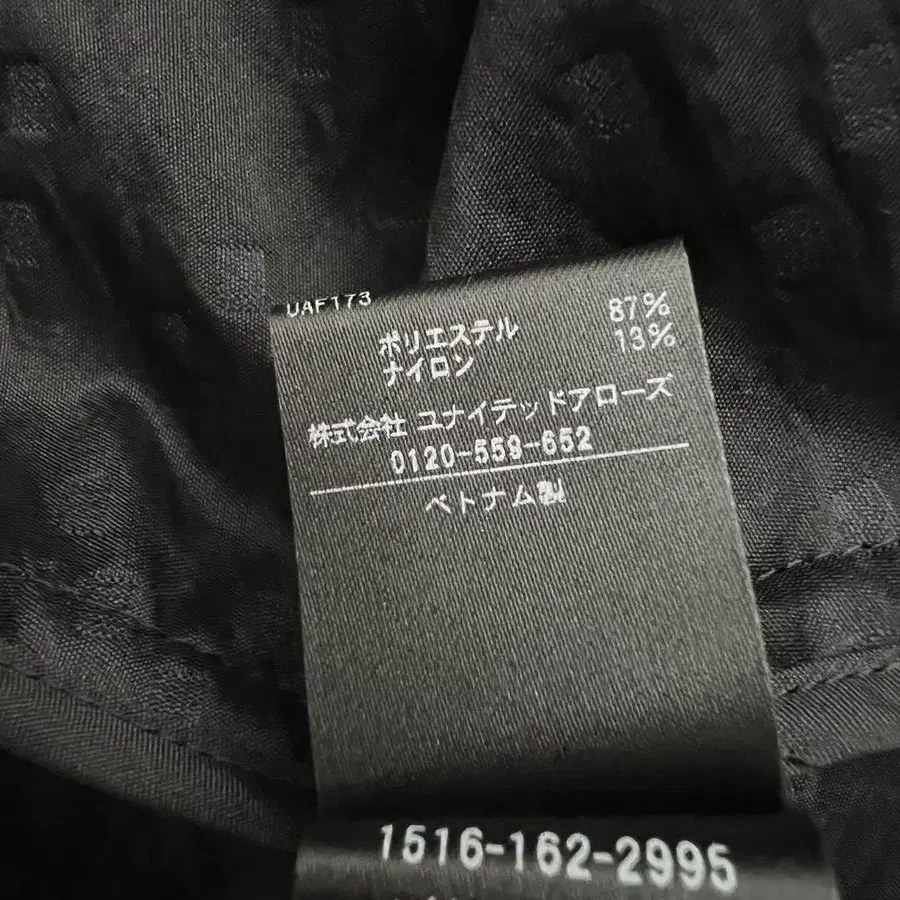 UAF173
ポリエステル 87%
ナイロン 13%
株式会社 ユナイテッドアローズ
0120-559-652
ベトナム製
1516-162-2995